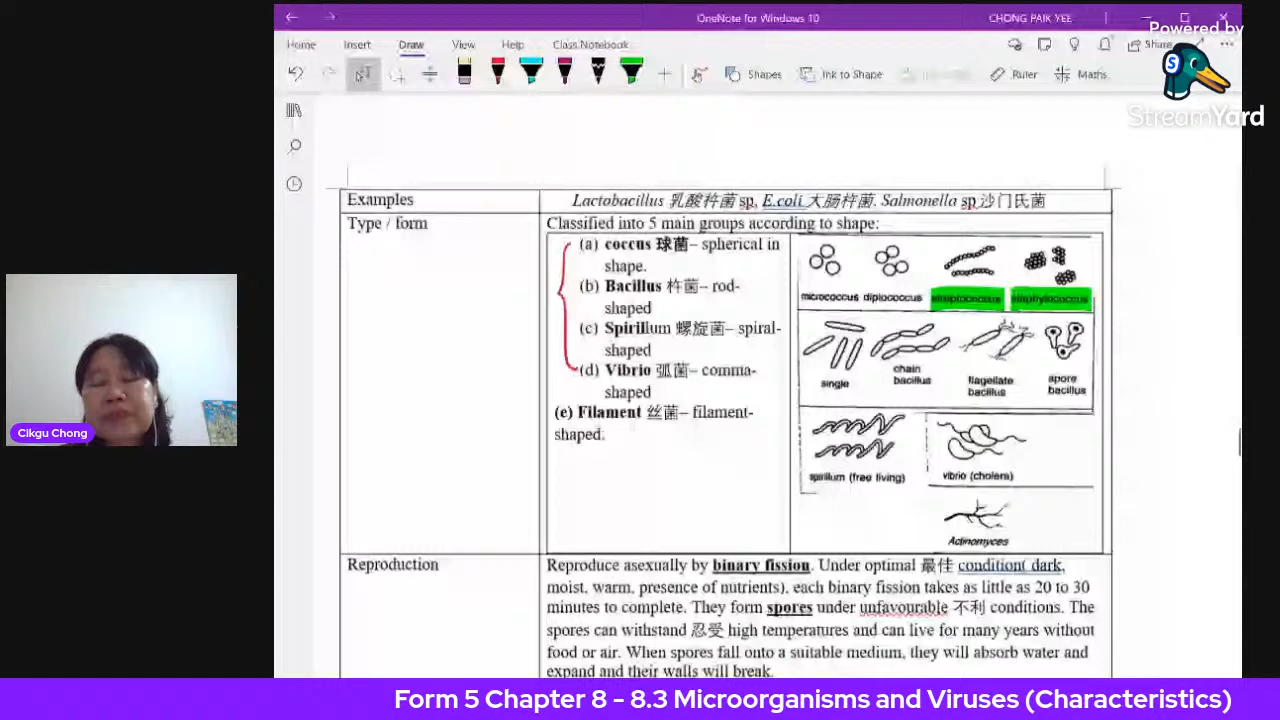 OneNote for Windows 10
CHONG PAIK YEE
Powered by
Home Insert Draw View Help Class Notebook
Share
Shapes Ink to Shape Ruler Maths
StreamYard
Examples
Lactobacillus 乳酸杵菌 sp, E.coli 大肠杵菌. Salmonella sp 沙门氏菌
Type / form
Classified into 5 main groups according to shape:
(a) coccus 球菌– spherical in
shape.
(b) Bacillus 杵菌– rod-
shaped
(c) Spirillum 螺旋菌– spiral-
shaped
(d) Vibrio 弧菌– comma-
shaped
(e) Filament 丝菌– filament-
shaped.
micrococcus diplococcus streptococcus staphylococcus
single
chain
bacillus
flagellate
bacillus
spore
bacillus
spirillum (free living)
vibrio (cholera)
Actinomyces
Reproduction
Reproduce asexually by binary fission. Under optimal 最佳 condition( dark,
moist, warm, presence of nutrients), each binary fission takes as little as 20 to 30
minutes to complete. They form spores under unfavourable 不利 conditions. The
spores can withstand 忍受 high temperatures and can live for many years without
food or air. When spores fall onto a suitable medium, they will absorb water and
expand and their walls will break.
Cikgu Chong
Form 5 Chapter 8 - 8.3 Microorganisms and Viruses (Characteristics)